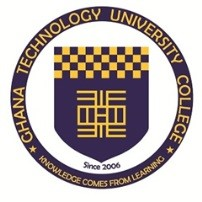 GHANA TECHNOLOGY UNIVERSITY COLLEGE
Since 2006
KNOWLEDGE COMES FROM LEARNING